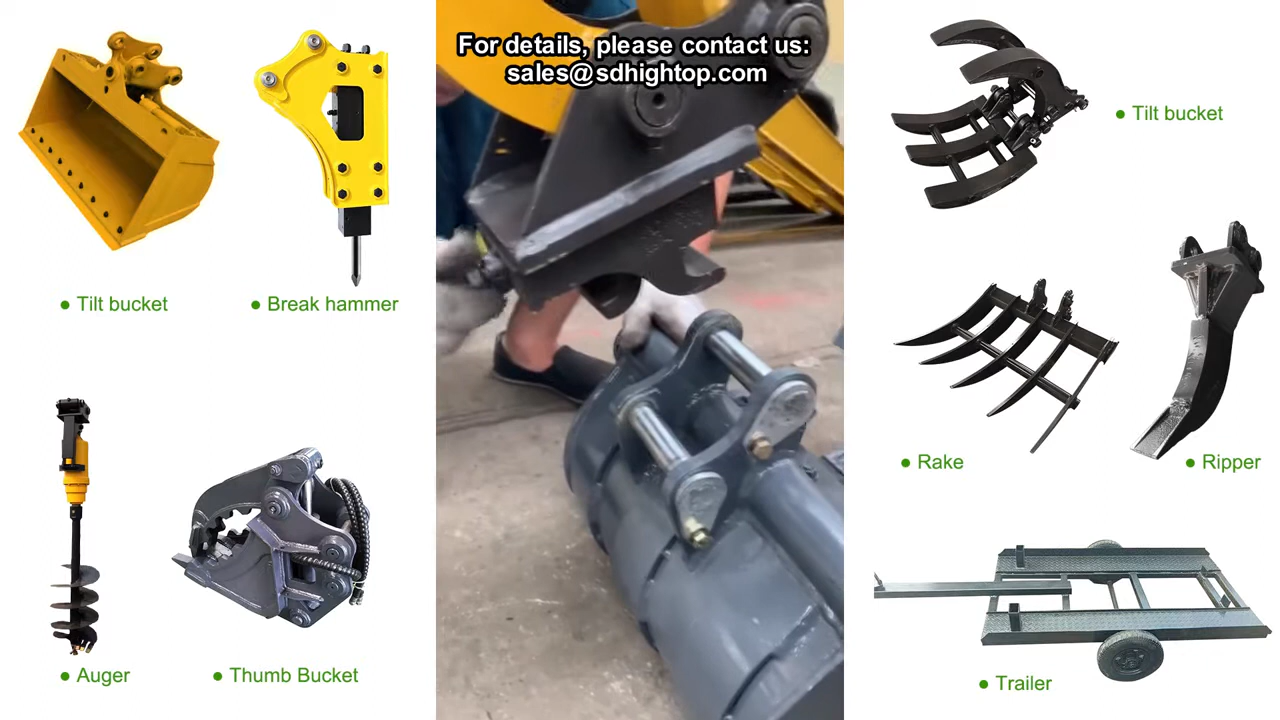 For details, please contact us:
sales@sdhightop.com
● Tilt bucket
● Break hammer
● Auger
● Thumb Bucket
● Tilt bucket
● Rake
● Ripper
● Trailer